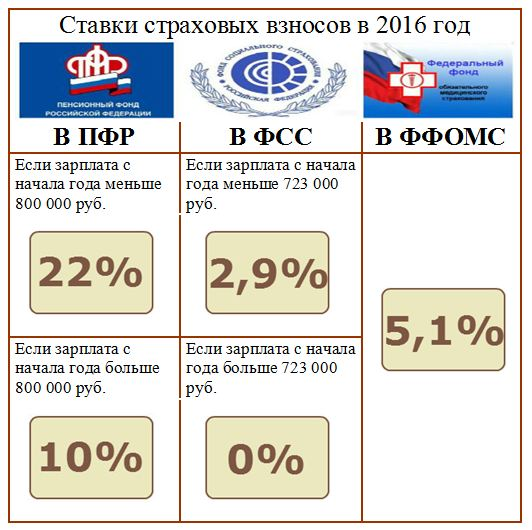 Ставки страховых взносов в 2016 год
ПЕНСИОННЫЙ ФОНД
РОССИЙСКОЙ ФЕДЕРАЦИИ
ФОНД СОЦИАЛЬНОГО СТРАХОВАНИЯ
РОССИЙСКОЙ ФЕДЕРАЦИИ
Федеральный
фонд
обязательного
медицинского
страхования
В ПФР
В ФСС
В ФФОМС
Если зарплата с
начала года меньше
800 000 руб.
22%
Если зарплата с начала
года меньше 723 000
руб.
2,9%
5,1%
Если зарплата с
начала года больше
800 000 руб.
10%
Если зарплата с начала
года больше 723 000
руб.
0%